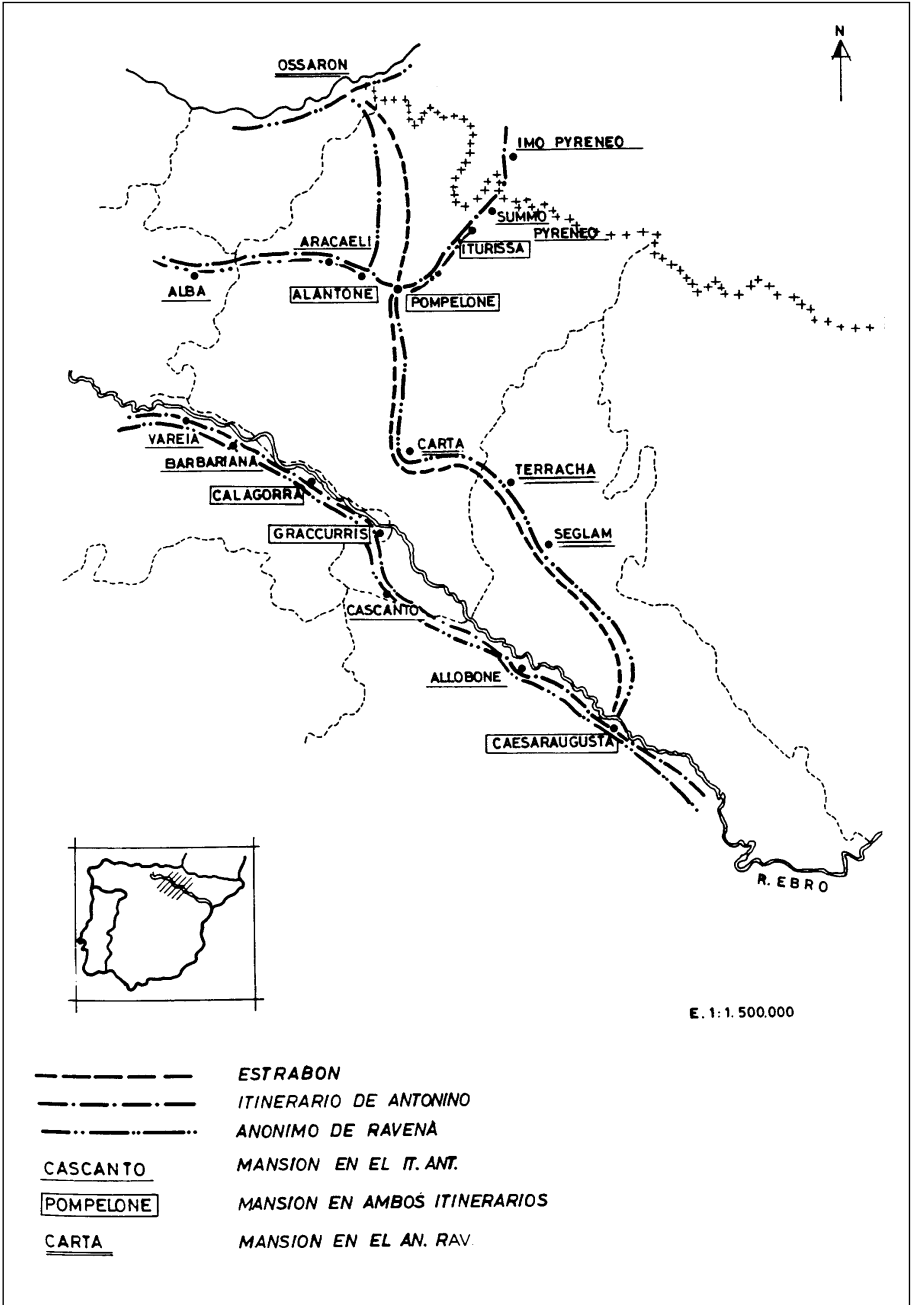 N
OSSARON
IMO PYRENEO
SUMMO
PYRENEO
ITURISSA
ARACAELI
ALBA
ALANTONE
POMPELONE
VAREIA
BARBARIANA
CARTA
CALAGORRA
TERRACHA
GRACCURRIS
SEGLAM
CASCANTO
ALLOBONE
CAESARAUGUSTA
R. EBRO
E. 1:1.500.000
ESTRABON
ITINERARIO DE ANTONINO
ANONIMO DE RAVENA
CASCANTO MANSION EN EL IT. ANT.
POMPELONE MANSION EN AMBOS ITINERARIOS
CARTA MANSION EN EL AN. RAV.